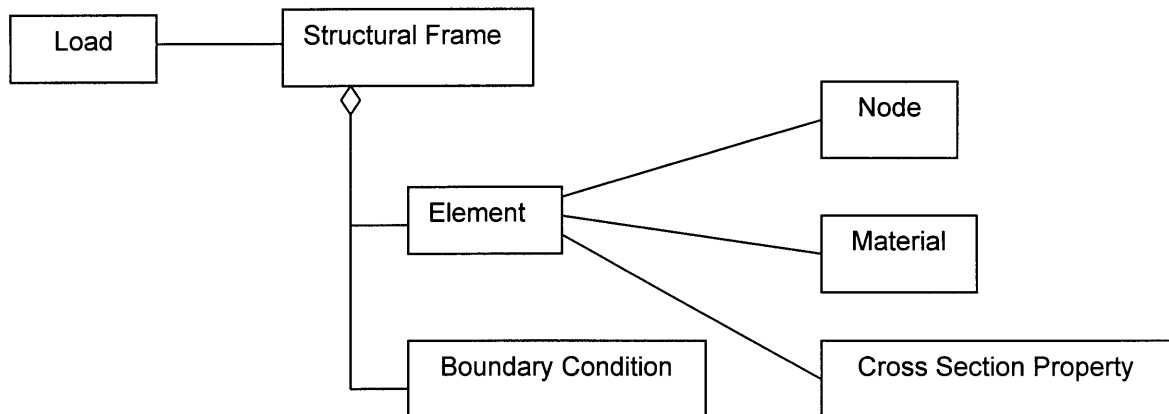 Load
Structural Frame
Node
Element
Material
Boundary Condition
Cross Section Property